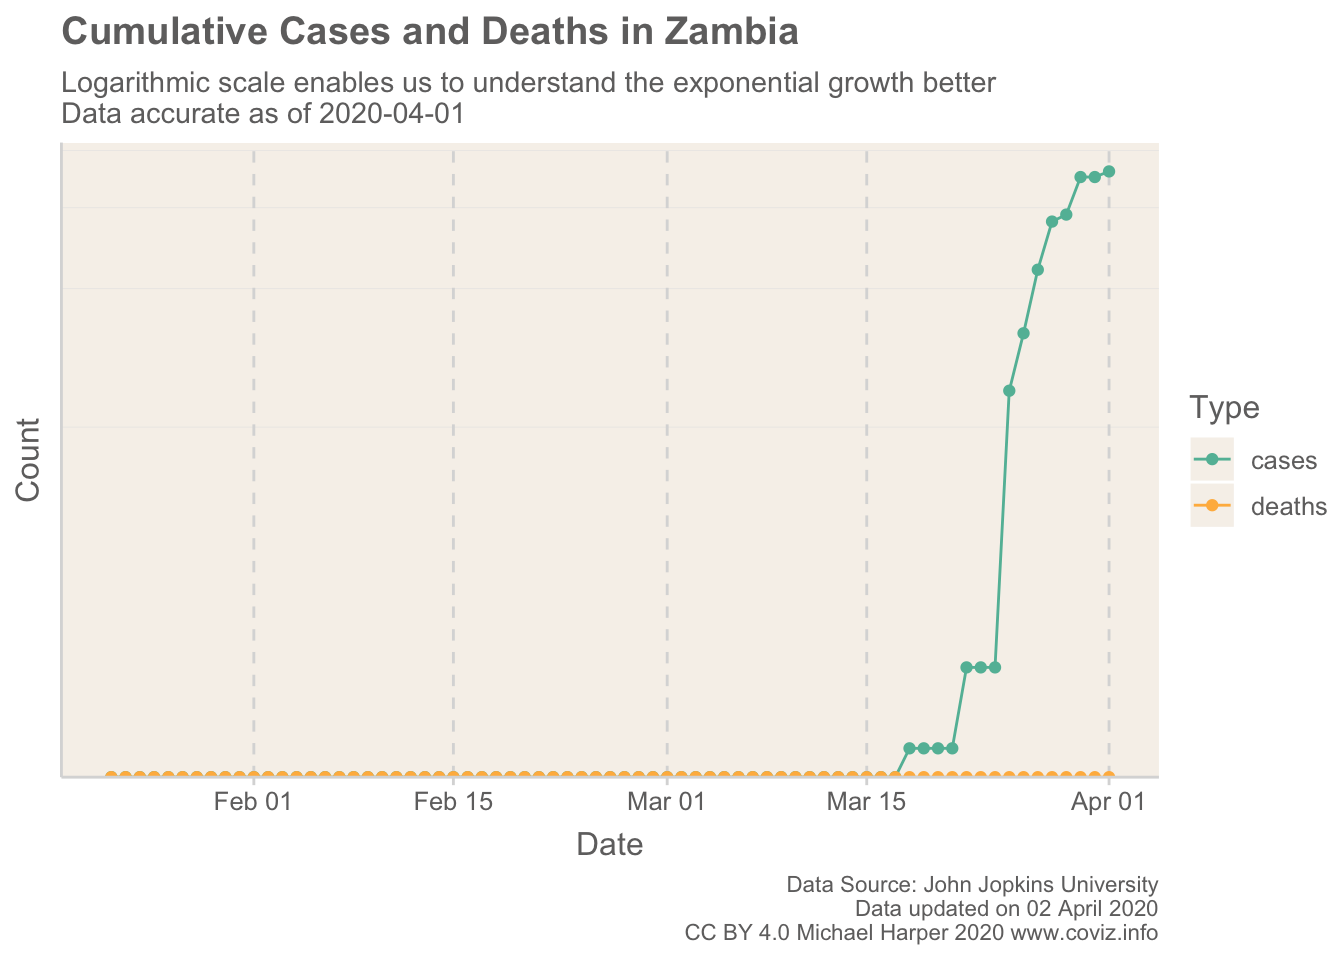 Cumulative Cases and Deaths in Zambia
Logarithmic scale enables us to understand the exponential growth better
Data accurate as of 2020-04-01
Count
Type
cases
deaths
Feb 01
Feb 15
Mar 01
Mar 15
Apr 01
Date
Data Source: John Jopkins University
Data updated on 02 April 2020
CC BY 4.0 Michael Harper 2020 www.coviz.info